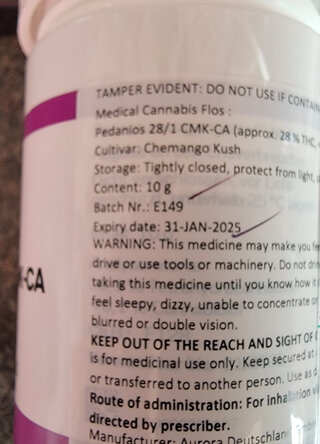 TAMPER EVIDENT: DO NOT USE IF
Medical Cannabis Flos :
Pedanios 28/1 CMK-CA (approx. 28 % THC,
Cultivar: Chemango Kush
Storage: Tightly closed, protect from light,
Content: 10 g
Batch Nr.: E149
Expiry date: 31-JAN-2025
WARNING: This medicine may make you
drive or use tools or machinery. Do not
taking this medicine until you know how it
feel sleepy, dizzy, unable to concentrate or
blurred or double vision.
-CA
KEEP OUT OF THE REACH AND SIGHT OF
is for medicinal use only. Keep secured at
or transferred to another person. Use as
Route of administration: For inhalation
directed by prescriber.
Manufacturer: Aurora Deutschland